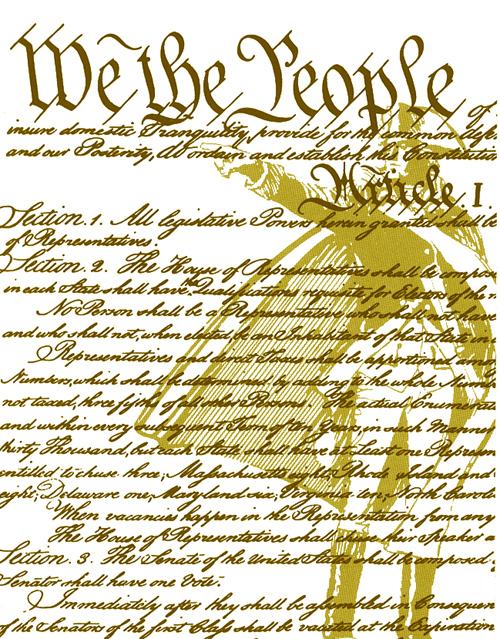 We the People of
insure domestic Tranquility, provide for the common defe
and our Posterity, do ordain and establish this Constitutio
Article I.
Section. 1. All legislative Powers herein granted shall be
of Representatives.
Section. 2. The House of Representatives shall be compos
in each State shall have the Qualifications requisite for Electors of the
No Person shall be a Representative who shall not have
and who shall not, when elected, be an Inhabitant of that State in
Representatives and direct Taxes shall be apportioned amo
Numbers, which shall be determined by adding to the whole Numb
not taxed, three fifths of all other Persons. The actual Enumera
and within every subsequent Term of ten Years, in such Manner
thirty Thousand, but each State shall have at Least one Represen
entitled to chuse three, Massachusetts eight, Rhode Island and
eight, Delaware one, Maryland six, Virginia ten, North Caroli
When vacancies happen in the Representation from any
The House of Representatives shall chuse their Speaker a
Section. 3. The Senate of the United States shall be composed
Senator shall have one Vote.
Immediately after they shall be assembled in Consequen
of the Senators of the first Class shall be vacated at the Expiration